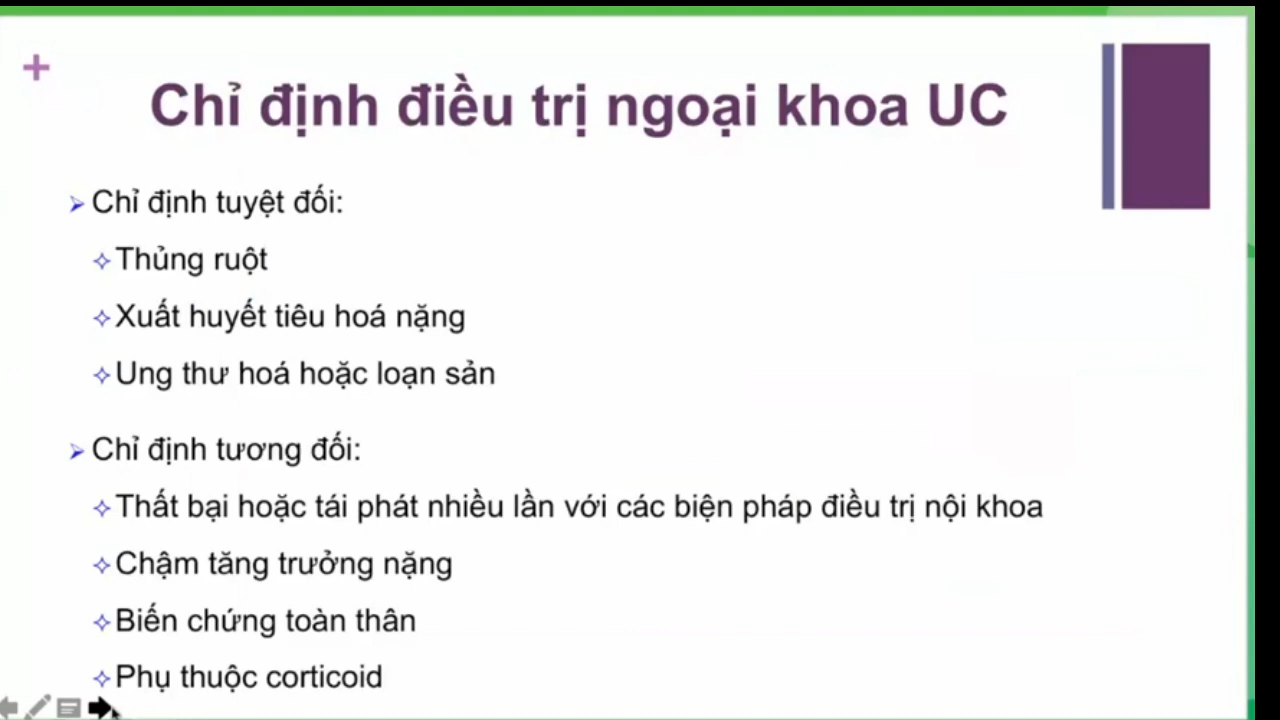 Chỉ định điều trị ngoại khoa UC
Chỉ định tuyệt đối:
Thủng ruột
Xuất huyết tiêu hoá nặng
Ung thư hoá hoặc loạn sản
Chỉ định tương đối:
Thất bại hoặc tái phát nhiều lần với các biện pháp điều trị nội khoa
Chậm tăng trưởng nặng
Biến chứng toàn thân
Phụ thuộc corticoid